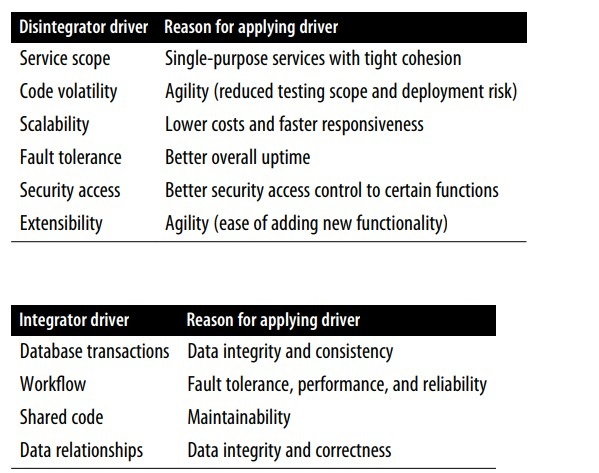 Disintegrator driver Reason for applying driver
Service scope Single-purpose services with tight cohesion
Code volatility Agility (reduced testing scope and deployment risk)
Scalability Lower costs and faster responsiveness
Fault tolerance Better overall uptime
Security access Better security access control to certain functions
Extensibility Agility (ease of adding new functionality)
Integrator driver Reason for applying driver
Database transactions Data integrity and consistency
Workflow Fault tolerance, performance, and reliability
Shared code Maintainability
Data relationships Data integrity and correctness